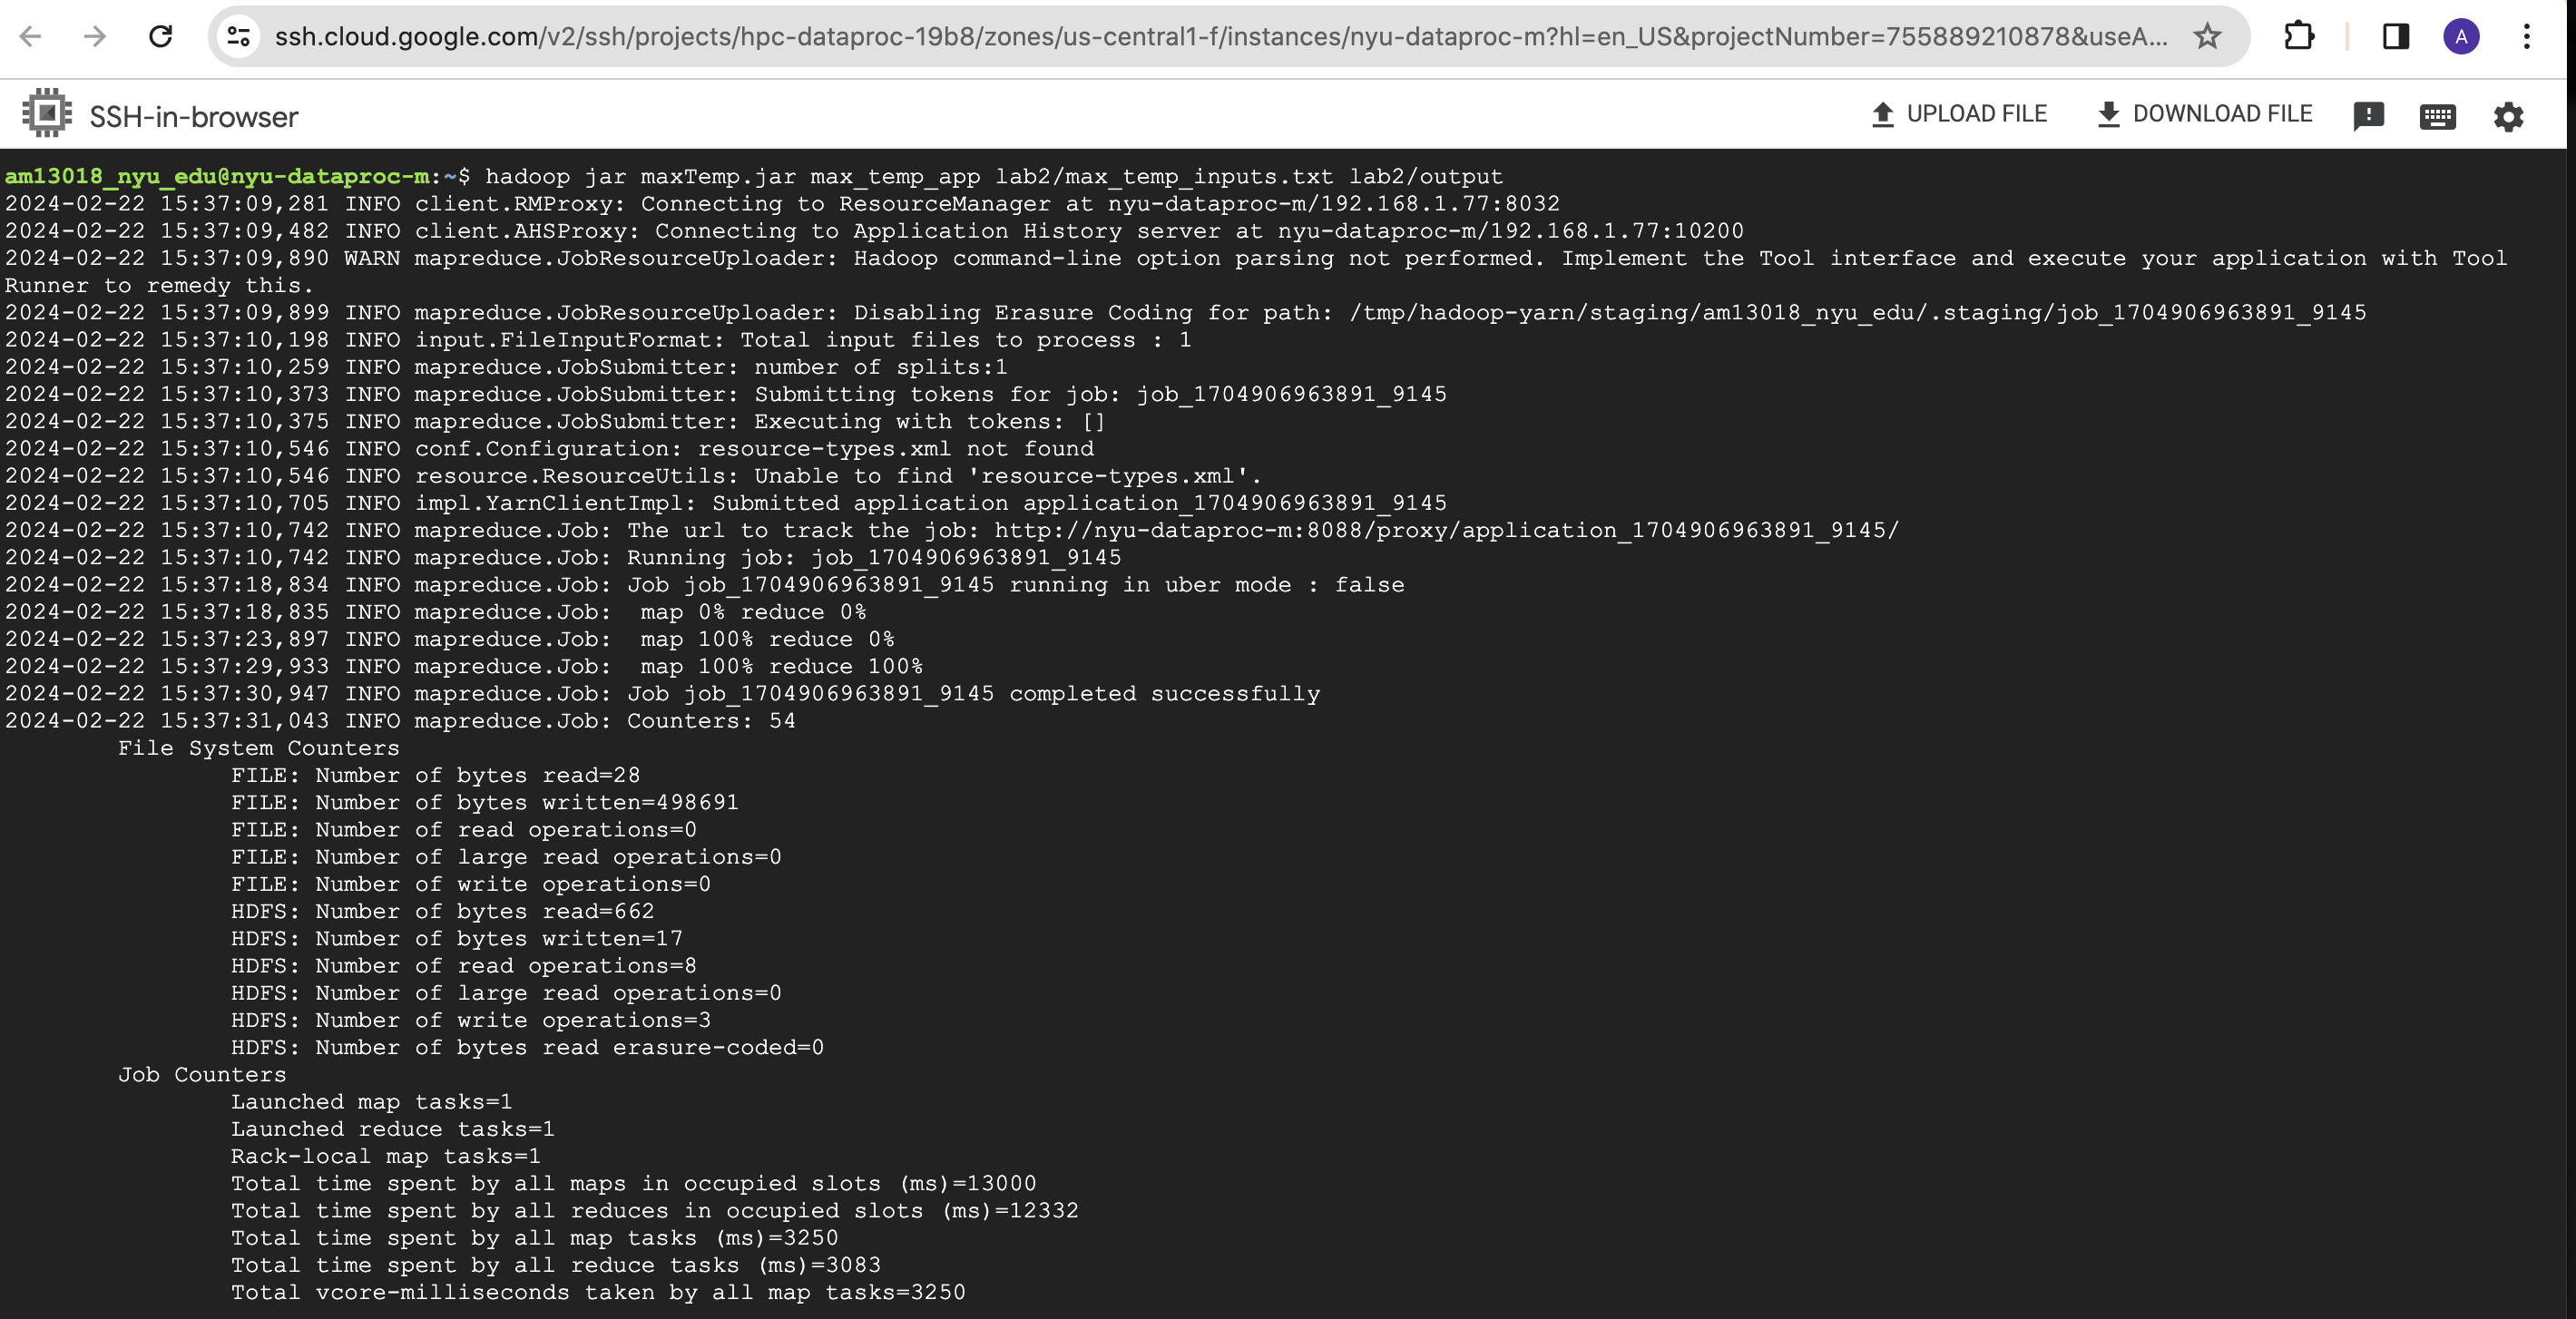 ssh.cloud.google.com/v2/ssh/projects/hpc-dataproc-19b8/zones/us-central1-f/instances/nyu-dataproc-m?hl=en_US&projectNumber=755889210878&useA...
A
SSH-in-browser
UPLOAD FILE
DOWNLOAD FILE
am13018_nyu_edu@nyu-dataproc-m:~$ hadoop jar maxTemp.jar max_temp_app lab2/max_temp_inputs.txt lab2/output
2024-02-22 15:37:09,281 INFO client.RMProxy: Connecting to ResourceManager at nyu-dataproc-m/192.168.1.77:8032
2024-02-22 15:37:09,482 INFO client.AHSProxy: Connecting to Application History server at nyu-dataproc-m/192.168.1.77:10200
2024-02-22 15:37:09,890 WARN mapreduce.JobResourceUploader: Hadoop command-line option parsing not performed. Implement the Tool interface and execute your application with Tool
Runner to remedy this.
2024-02-22 15:37:09,899 INFO mapreduce.JobResourceUploader: Disabling Erasure Coding for path: /tmp/hadoop-yarn/staging/am13018_nyu_edu/.staging/job_1704906963891_9145
2024-02-22 15:37:10,198 INFO input.FileInputFormat: Total input files to process : 1
2024-02-22 15:37:10,259 INFO mapreduce.JobSubmitter: number of splits:1
2024-02-22 15:37:10,373 INFO mapreduce.JobSubmitter: Submitting tokens for job: job_1704906963891_9145
2024-02-22 15:37:10,375 INFO mapreduce.JobSubmitter: Executing with tokens: []
2024-02-22 15:37:10,546 INFO conf.Configuration: resource-types.xml not found
2024-02-22 15:37:10,546 INFO resource.ResourceUtils: Unable to find 'resource-types.xml'.
2024-02-22 15:37:10,705 INFO impl.YarnClientImpl: Submitted application application_1704906963891_9145
2024-02-22 15:37:10,742 INFO mapreduce.Job: The url to track the job: http://nyu-dataproc-m:8088/proxy/application_1704906963891_9145/
2024-02-22 15:37:10,742 INFO mapreduce.Job: Running job: job_1704906963891_9145
2024-02-22 15:37:18,834 INFO mapreduce.Job: Job job_1704906963891_9145 running in uber mode : false
2024-02-22 15:37:18,835 INFO mapreduce.Job:  map 0% reduce 0%
2024-02-22 15:37:23,897 INFO mapreduce.Job:  map 100% reduce 0%
2024-02-22 15:37:29,933 INFO mapreduce.Job:  map 100% reduce 100%
2024-02-22 15:37:30,947 INFO mapreduce.Job: Job job_1704906963891_9145 completed successfully
2024-02-22 15:37:31,043 INFO mapreduce.Job: Counters: 54
File System Counters
FILE: Number of bytes read=28
FILE: Number of bytes written=498691
FILE: Number of read operations=0
FILE: Number of large read operations=0
FILE: Number of write operations=0
HDFS: Number of bytes read=662
HDFS: Number of bytes written=17
HDFS: Number of read operations=8
HDFS: Number of large read operations=0
HDFS: Number of write operations=3
HDFS: Number of bytes read erasure-coded=0
Job Counters
Launched map tasks=1
Launched reduce tasks=1
Rack-local map tasks=1
Total time spent by all maps in occupied slots (ms)=13000
Total time spent by all reduces in occupied slots (ms)=12332
Total time spent by all map tasks (ms)=3250
Total time spent by all reduce tasks (ms)=3083
Total vcore-milliseconds taken by all map tasks=3250